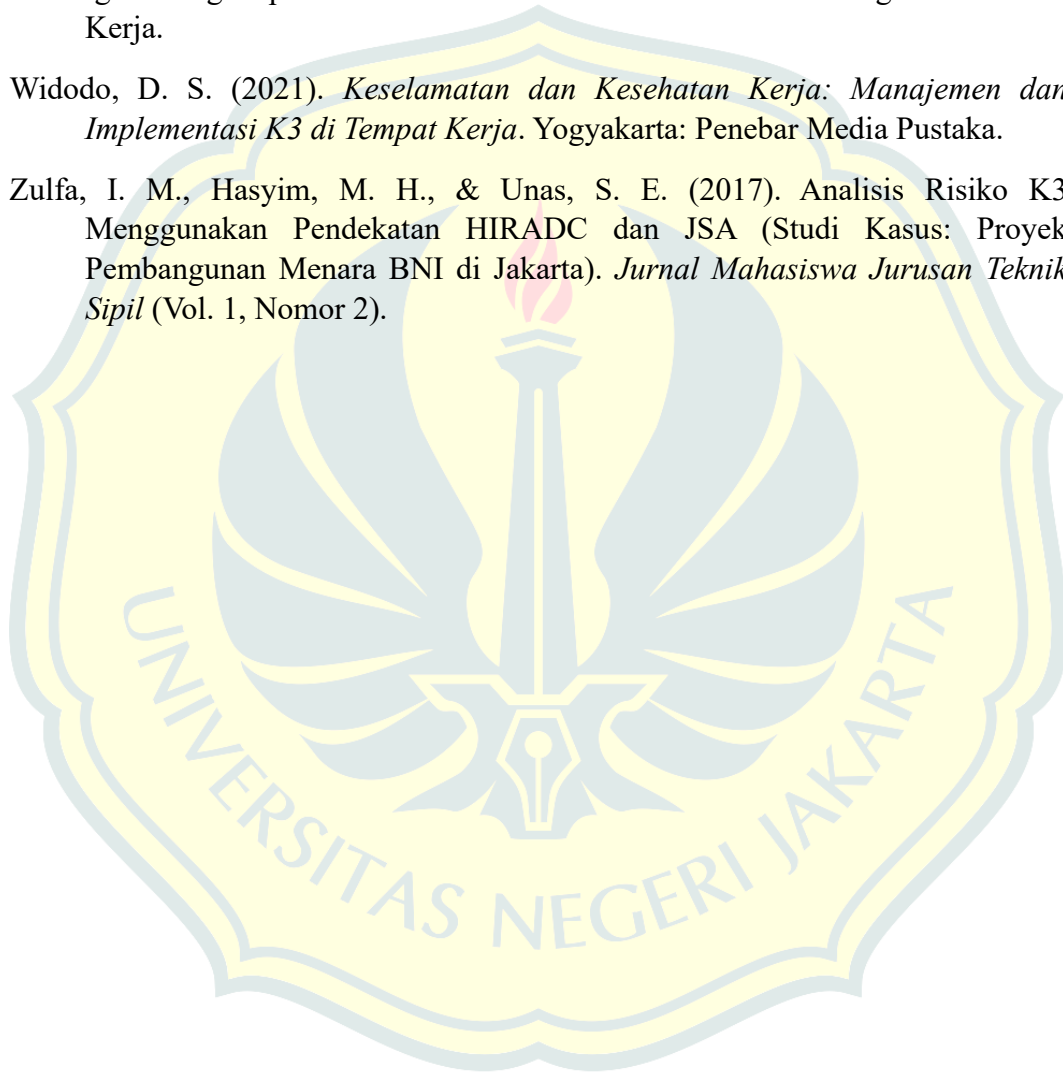 Kerja.
Widodo, D. S. (2021). Keselamatan dan Kesehatan Kerja: Manajemen dan
Implementasi K3 di Tempat Kerja. Yogyakarta: Penebar Media Pustaka.
Zulfa, I. M., Hasyim, M. H., & Unas, S. E. (2017). Analisis Risiko K3
Menggunakan Pendekatan HIRADC dan JSA (Studi Kasus: Proyek
Pembangunan Menara BNI di Jakarta). Jurnal Mahasiswa Jurusan Teknik
Sipil (Vol. 1, Nomor 2).
UNIVERSITAS NEGERI JAKARTA